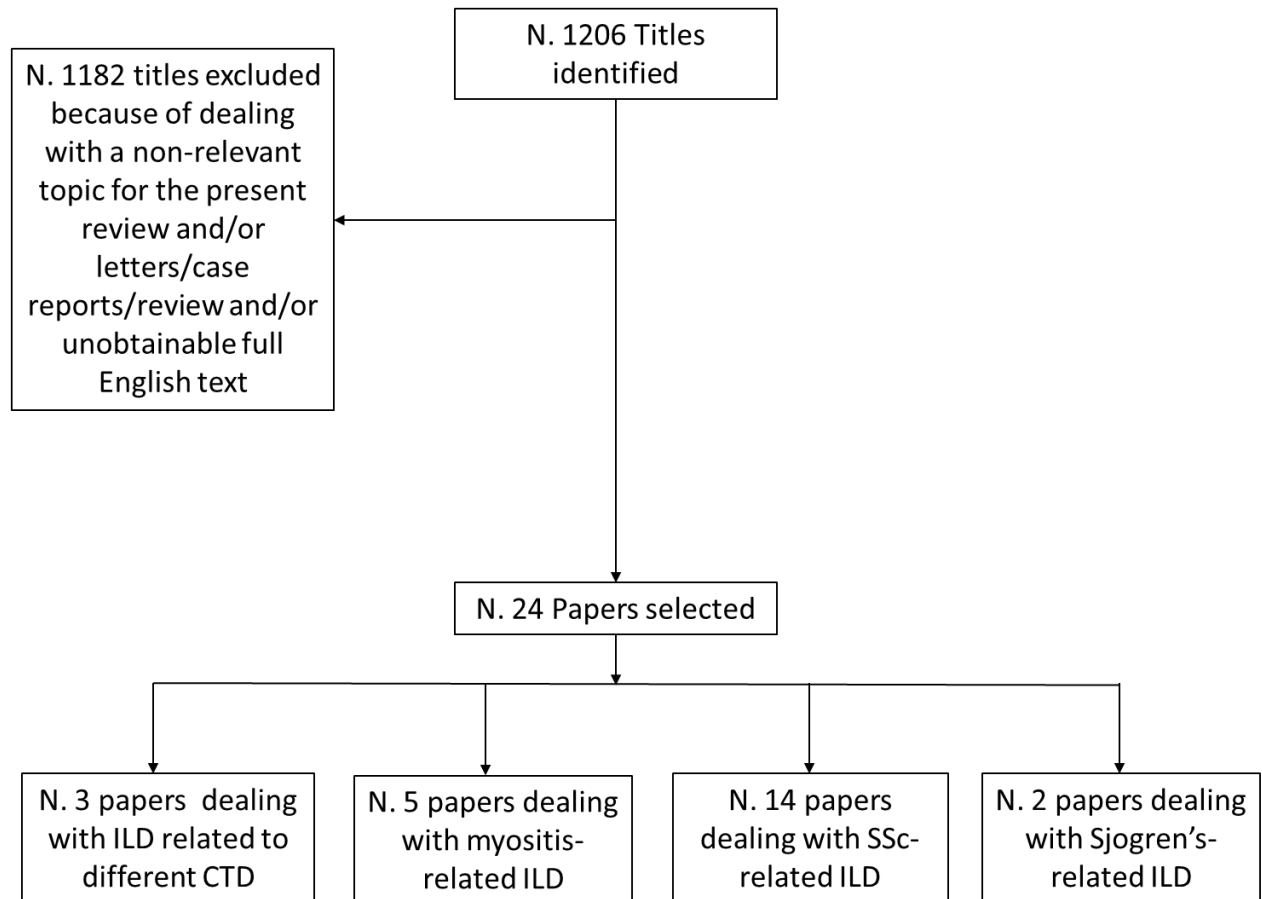 N. 1206 Titles
identified
N. 1182 titles excluded
because of dealing
with a non-relevant
topic for the present
review and/or
letters/case
reports/review and/or
unobtainable full
English text
N. 24 Papers selected
N. 3 papers dealing
with ILD related to
different CTD
N. 5 papers dealing
with myositis-
related ILD
N. 14 papers
dealing with SSc-
related ILD
N. 2 papers dealing
with Sjogren’s-
related ILD